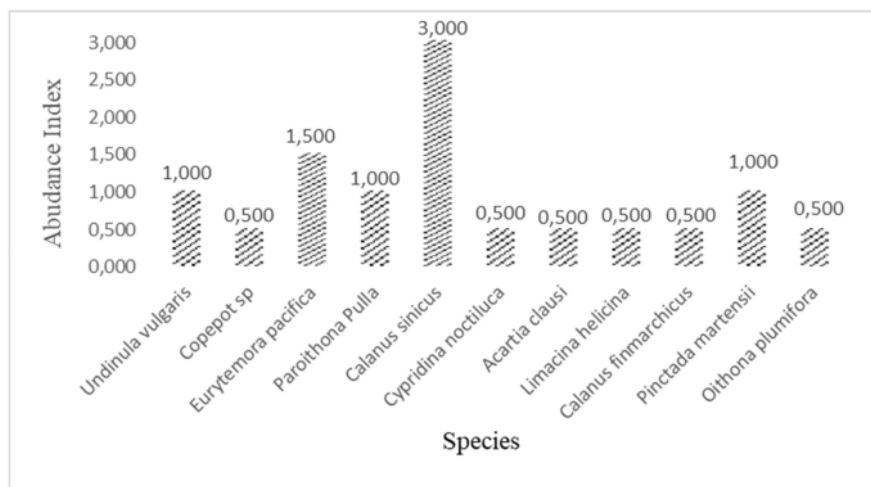 Abudance Index
3,000
2,500
2,000
1,500
1,000
0,500
0,000
1,000
0,500
1,500
1,000
3,000
0,500
0,500
0,500
0,500
1,000
0,500
Undinula vulgaris
Copepot sp
Eurytemora pacifica
Paroithona Pulla
Calanus sinicus
Cypridina noctiluca
Acartia clausi
Limacina helicina
Calanus finmarchicus
Pinctada martensii
Oithona plumifora
Species